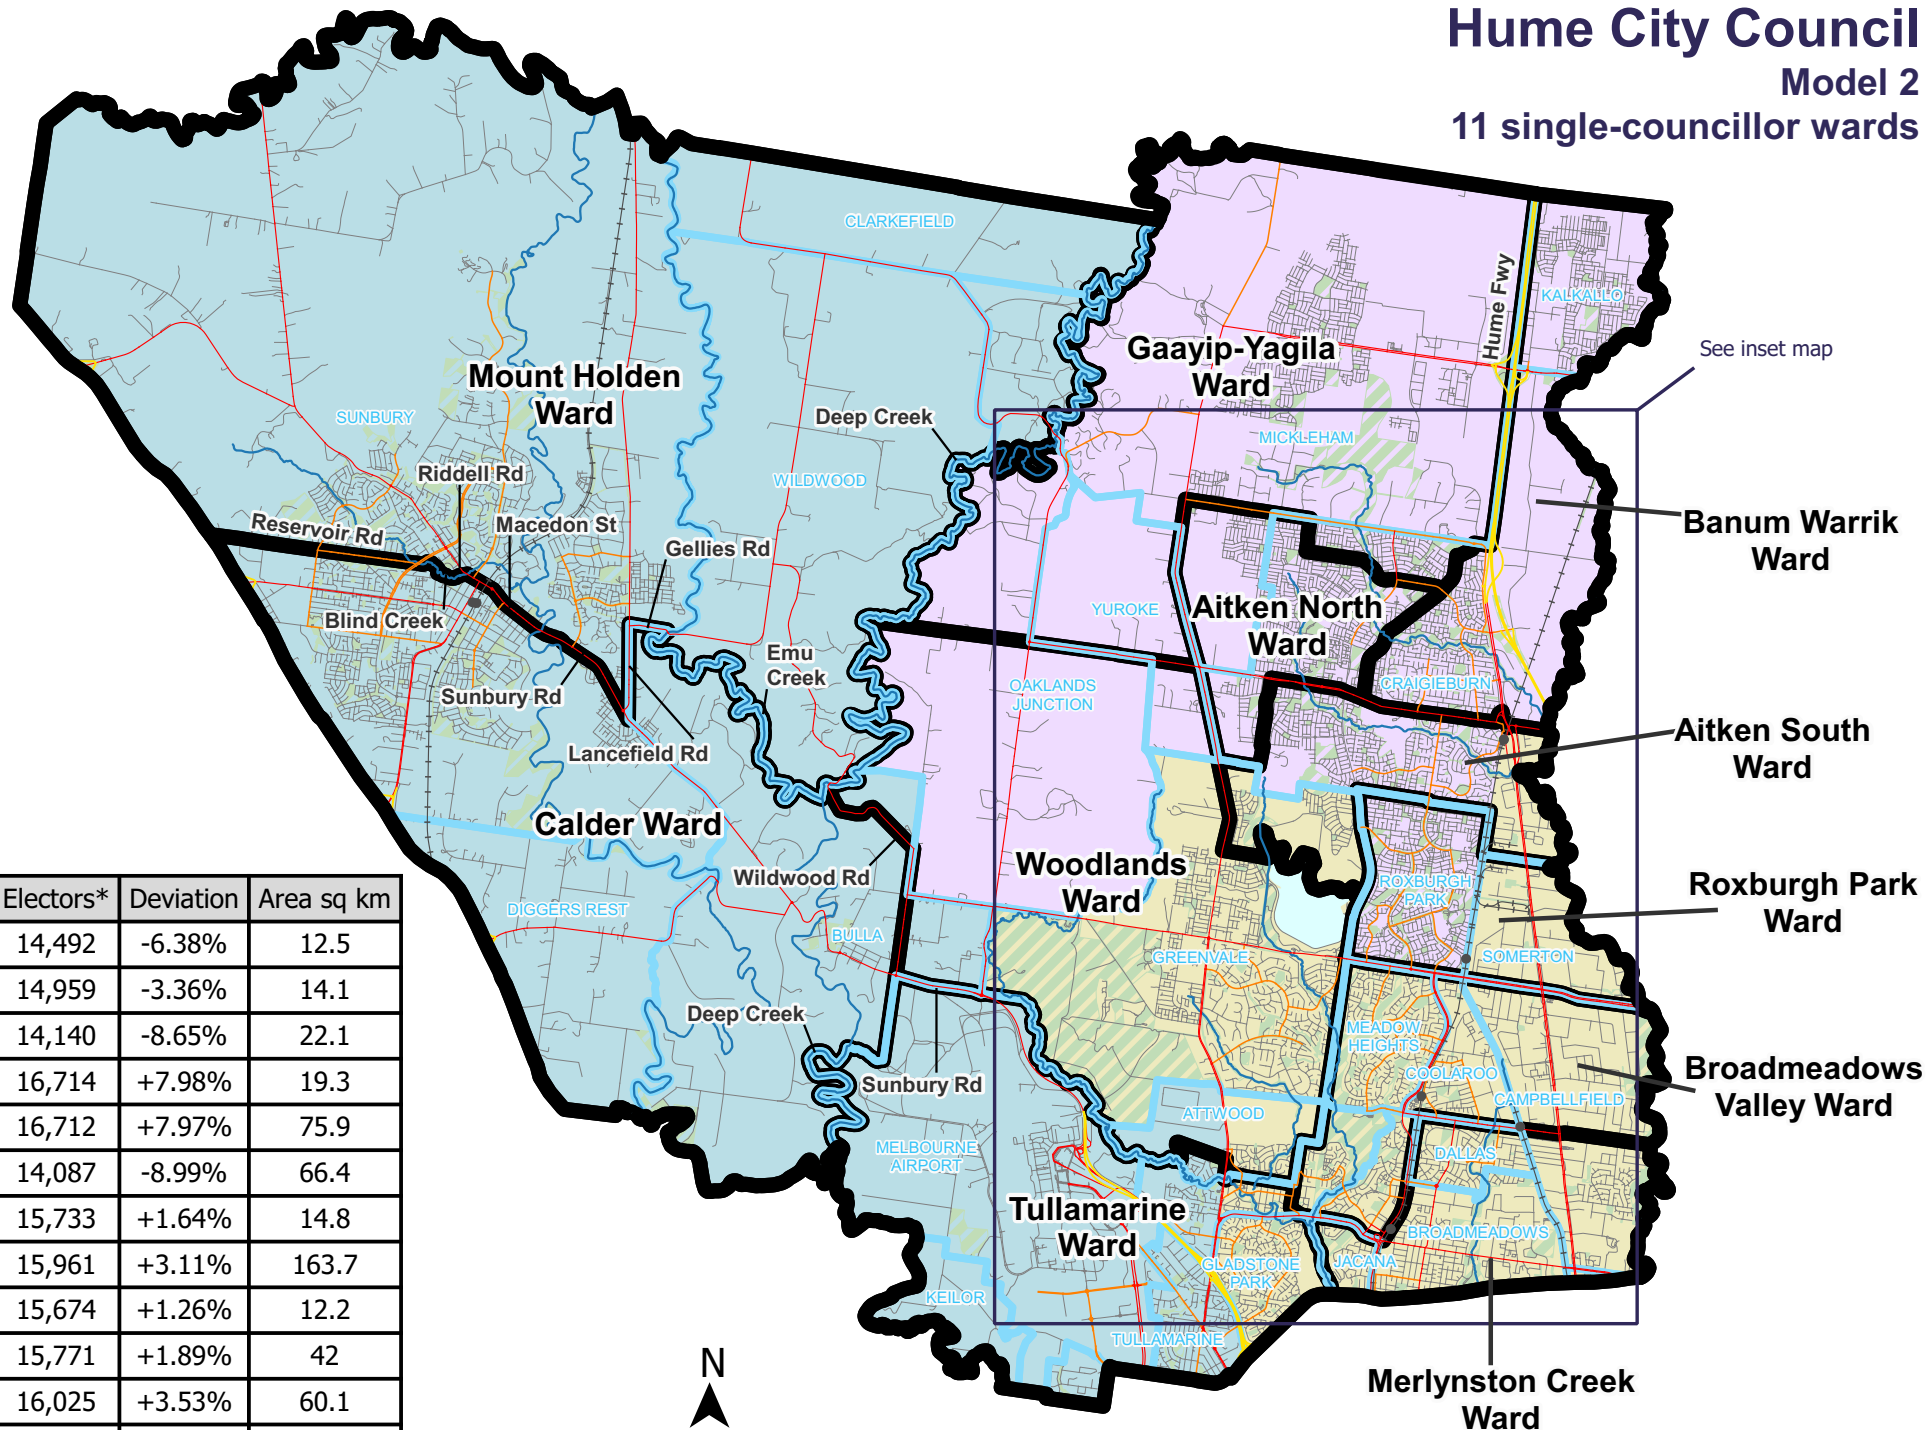 Hume City Council
Model 2
11 single-councillor wards
CLARKEFIELD
Hume Fwy
KALKALLO
See inset map
Gaayip-Yagila
Ward
Mount Holden
Ward
SUNBURY
Deep Creek
MICKLEHAM
Riddell Rd
WILDWOOD
Reservoir Rd
Macedon St
Gellies Rd
Banum Warrik
Ward
Blind Creek
YUROKE
Aitken North
Ward
Emu
Creek
Sunbury Rd
OAKLANDS
JUNCTION
CRAIGIEBURN
Lancefield Rd
Aitken South
Ward
Calder Ward
Woodlands
Ward
Wildwood Rd
ROXBURGH
PARK
Roxburgh Park
Ward
DIGGERS REST
BULLA
GREENVALE
SOMERTON
Deep Creek
Sunbury Rd
MEADOW
HEIGHTS
COOLAROO
CAMPBELLFIELD
Broadmeadows
Valley Ward
ATTWOOD
MELBOURNE
AIRPORT
DALLAS
Tullamarine
Ward
BROADMEADOWS
GLADSTONE
PARK
JACANA
KEILOR
TULLAMARINE
Merlynston Creek
Ward
N
Electors* Deviation Area sq km
14,492 -6.38% 12.5
14,959 -3.36% 14.1
14,140 -8.65% 22.1
16,714 +7.98% 19.3
16,712 +7.97% 75.9
14,087 -8.99% 66.4
15,733 +1.64% 14.8
15,961 +3.11% 163.7
15,674 +1.26% 12.2
15,771 +1.89% 42
16,025 +3.53% 60.1